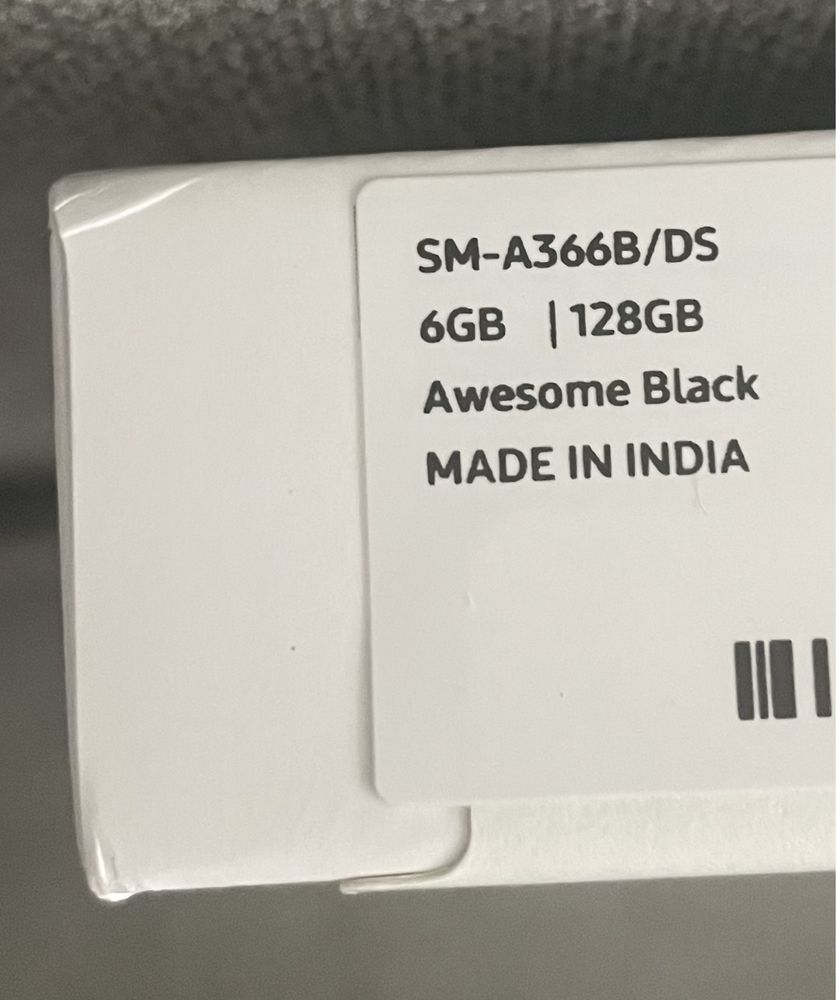 SM-A366B/DS
6GB | 128GB
Awesome Black
MADE IN INDIA